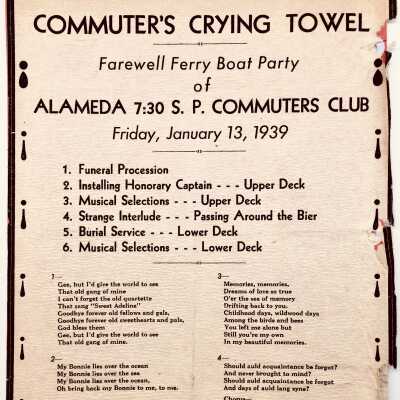 COMMUTER'S CRYING TOWEL
Farewell Ferry Boat Party
of
ALAMEDA 7:30 S. P. COMMUTERS CLUB
Friday, January 13, 1939
1. Funeral Procession
2. Installing Honorary Captain - - - Upper Deck
3. Musical Selections - - - Upper Deck
4. Strange Interlude - - - Passing Around the Bier
5. Burial Service - - - Lower Deck
6. Musical Selections - - - Lower Deck
1—
Gee, but I'd give the world to see
That old gang of mine
I can't forget the old quartette
That sang "Sweet Adeline"
Goodbye forever old fellows and gals,
Goodbye forever old sweethearts and pals,
God bless them
Gee, but I'd give the world to see
That old gang of mine.
2—
My Bonnie lies over the ocean
My Bonnie lies over the sea
My Bonnie lies over the ocean,
Oh bring back my Bonnie to me, to me.
3—
Memories, memories,
Dreams of love so true
O'er the sea of memory
Drifting back to you.
Childhood days, wildwood days
Among the birds and bees
You left me alone but
Still you're my own
In my beautiful memories.
4—
Should auld acquaintance be forgot?
And never brought to mind?
Should auld acquaintance be forgot
And days of auld lang syne?
Chorus—